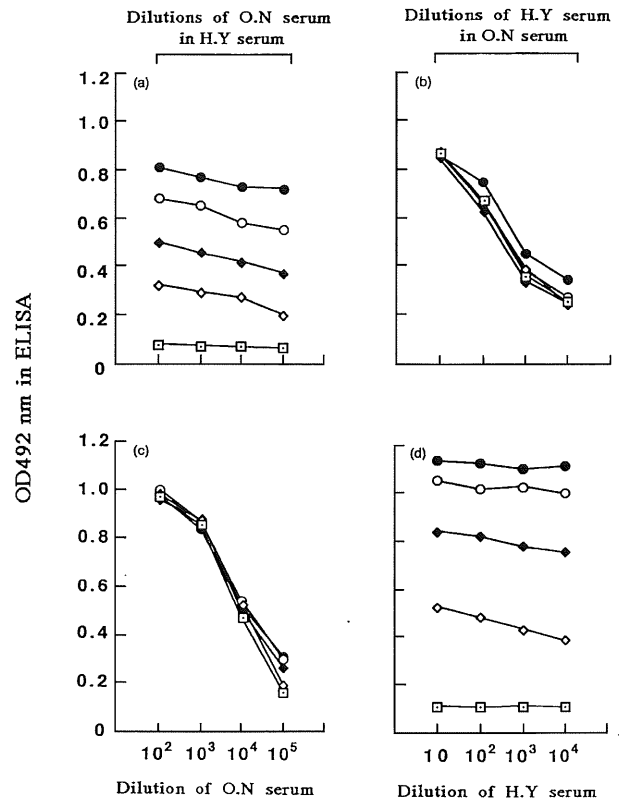 Dilutions of O.N serum
in H.Y serum
Dilutions of H.Y serum
in O.N serum
(a)
(b)
1.2
1.0
0.8
0.6
0.4
0.2
0
OD492 nm in ELISA
(c)
(d)
1.2
1.0
0.8
0.6
0.4
0.2
0
10² 10³ 10⁴ 10⁵
10 10² 10³ 10⁴
Dilution of O.N serum
Dilution of H.Y serum